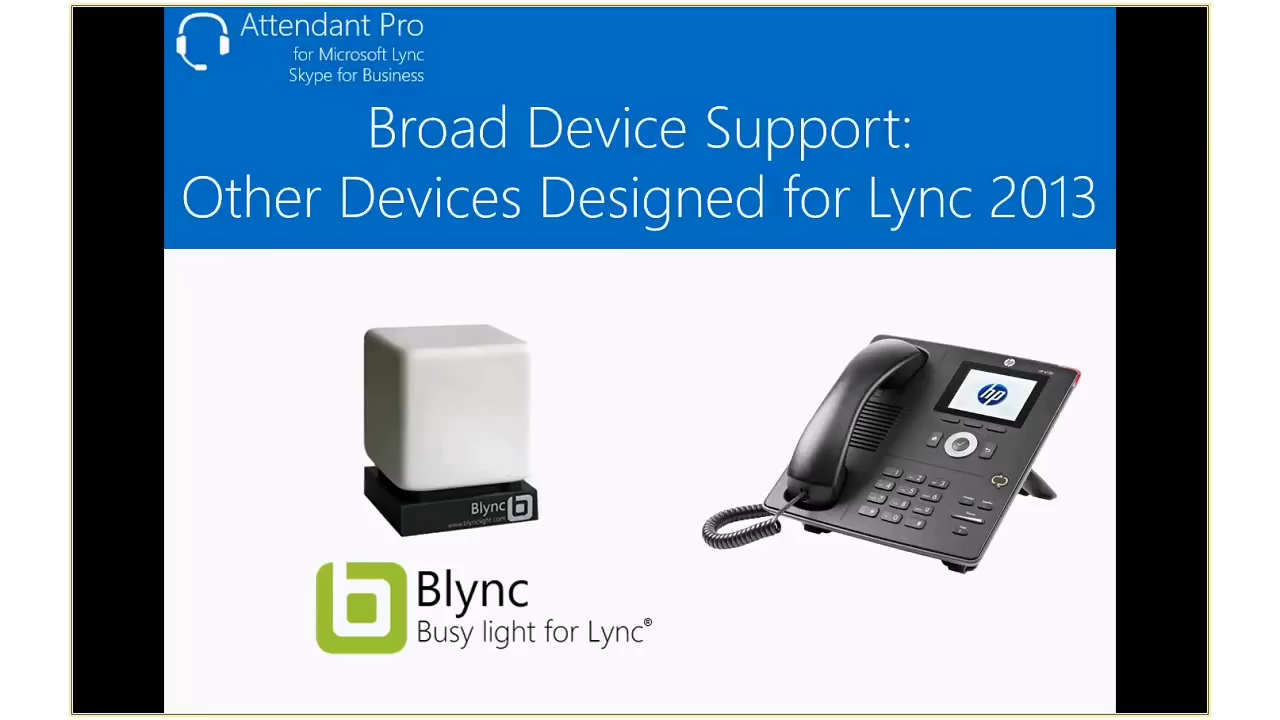 Attendant Pro
for Microsoft Lync
Skype for Business
Broad Device Support:
Other Devices Designed for Lync 2013
hp
Blync
www.blynclight.com
Blync
Busy light for Lync®